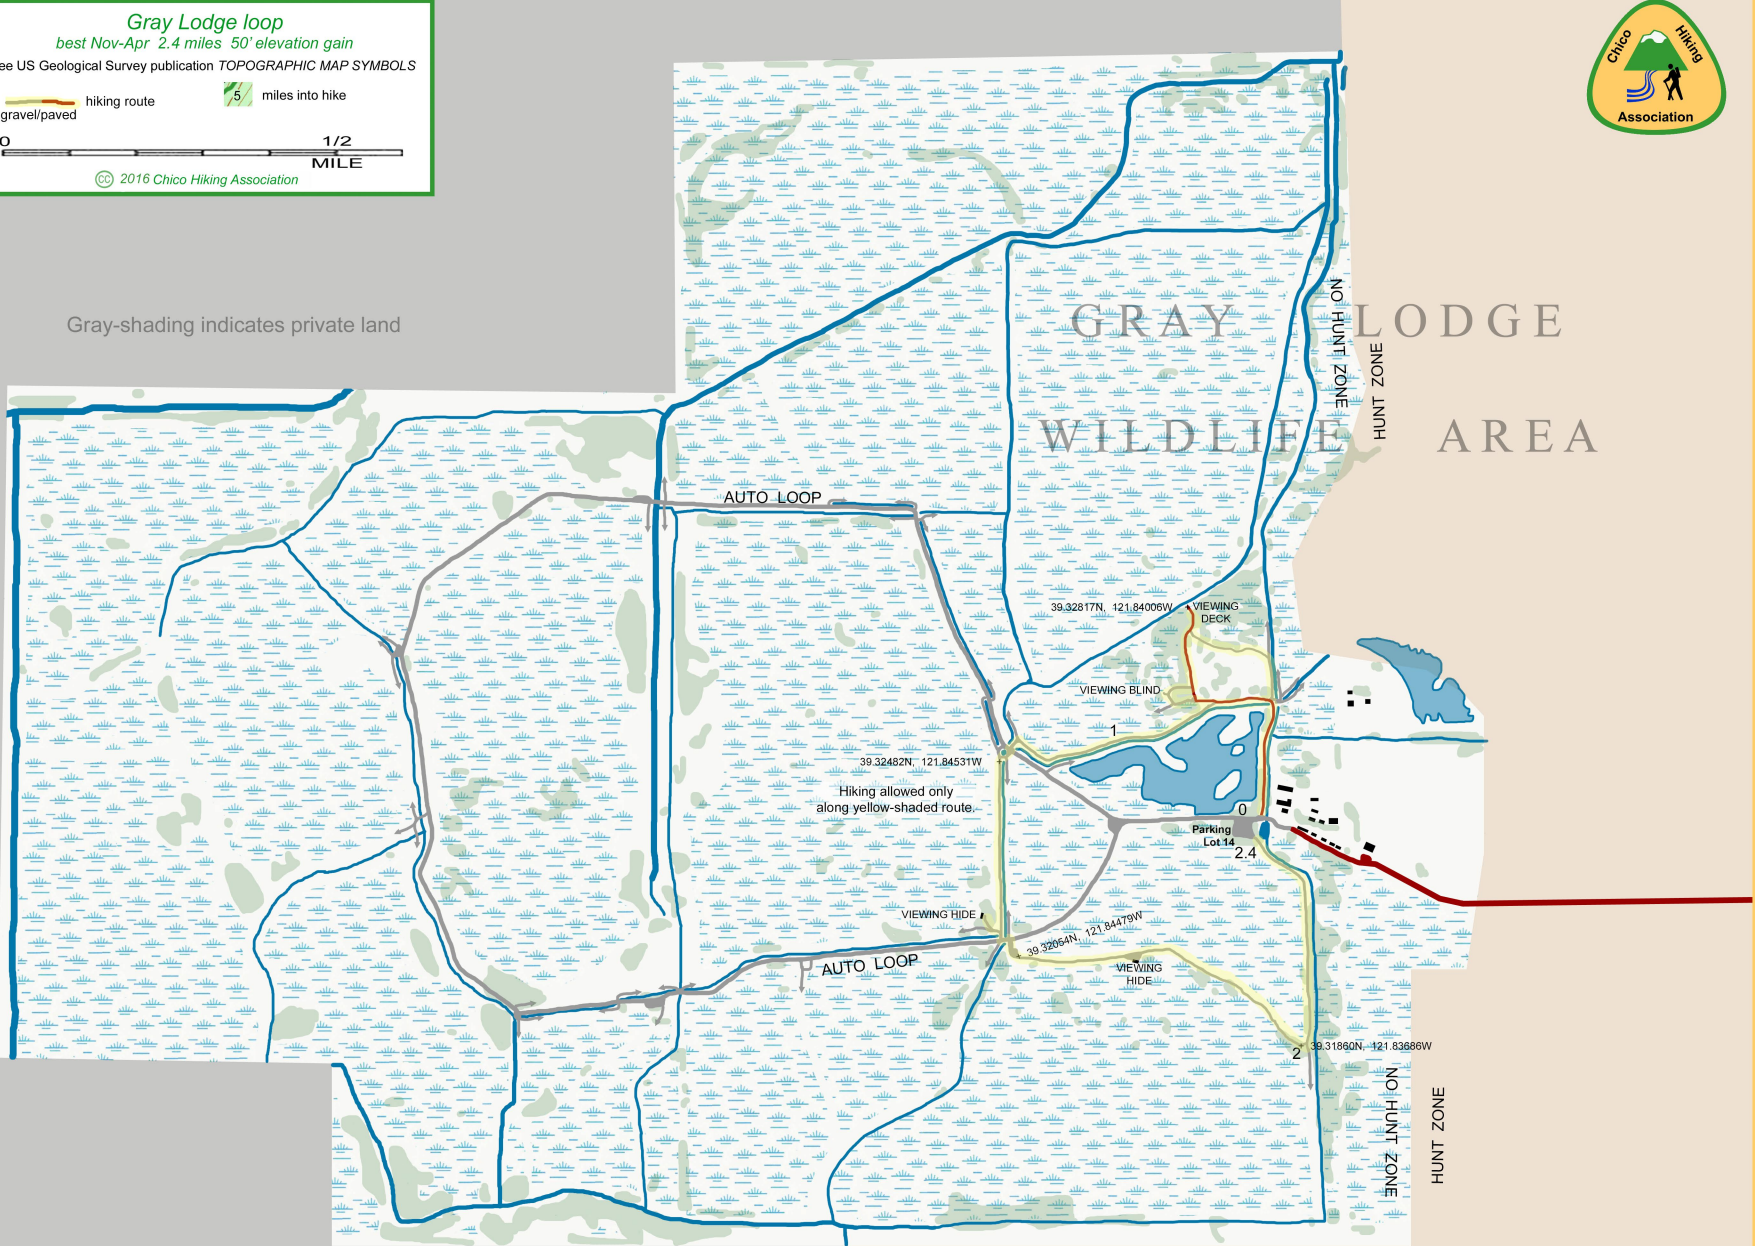 Gray Lodge loop
best Nov-Apr 2.4 miles 50' elevation gain
ee US Geological Survey publication TOPOGRAPHIC MAP SYMBOLS
hiking route
gravel/paved
5 miles into hike
0 1/2
MILE
(cc) 2016 Chico Hiking Association
Chico Hiking
Association
Gray-shading indicates private land
GRAY LODGE
WILDLIFE AREA
NO HUNT ZONE
HUNT ZONE
AUTO LOOP
39.32817N, 121.84006W
VIEWING
DECK
VIEWING BLIND
1
39.32482N, 121.84531W
Hiking allowed only
along yellow-shaded route.
0
Parking
Lot 14
2.4
VIEWING HIDE
39.32054N, 121.84479W
AUTO LOOP
VIEWING
HIDE
2
39.31860N, 121.83686W
NO HUNT ZONE
HUNT ZONE